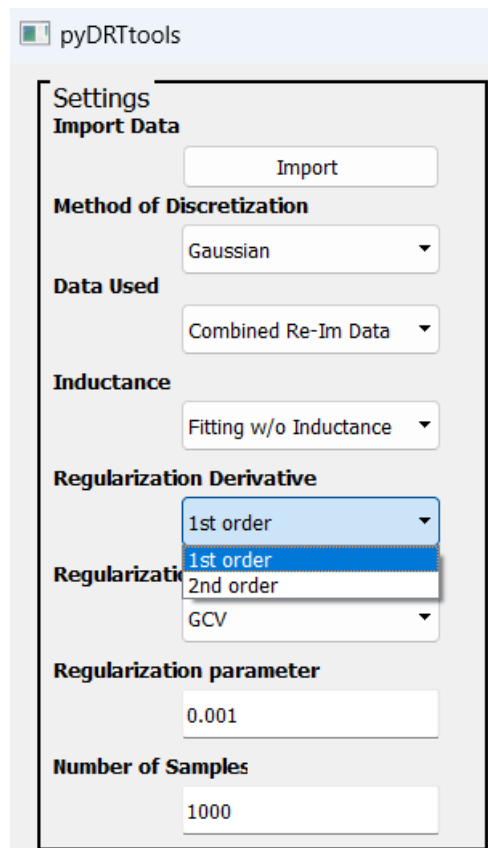 pyDRTtools
Settings
Import Data
Import
Method of Discretization
Gaussian
Data Used
Combined Re-Im Data
Inductance
Fitting w/o Inductance
Regularization Derivative
1st order
1st order
2nd order
GCV
Regularization parameter
0.001
Number of Samples
1000